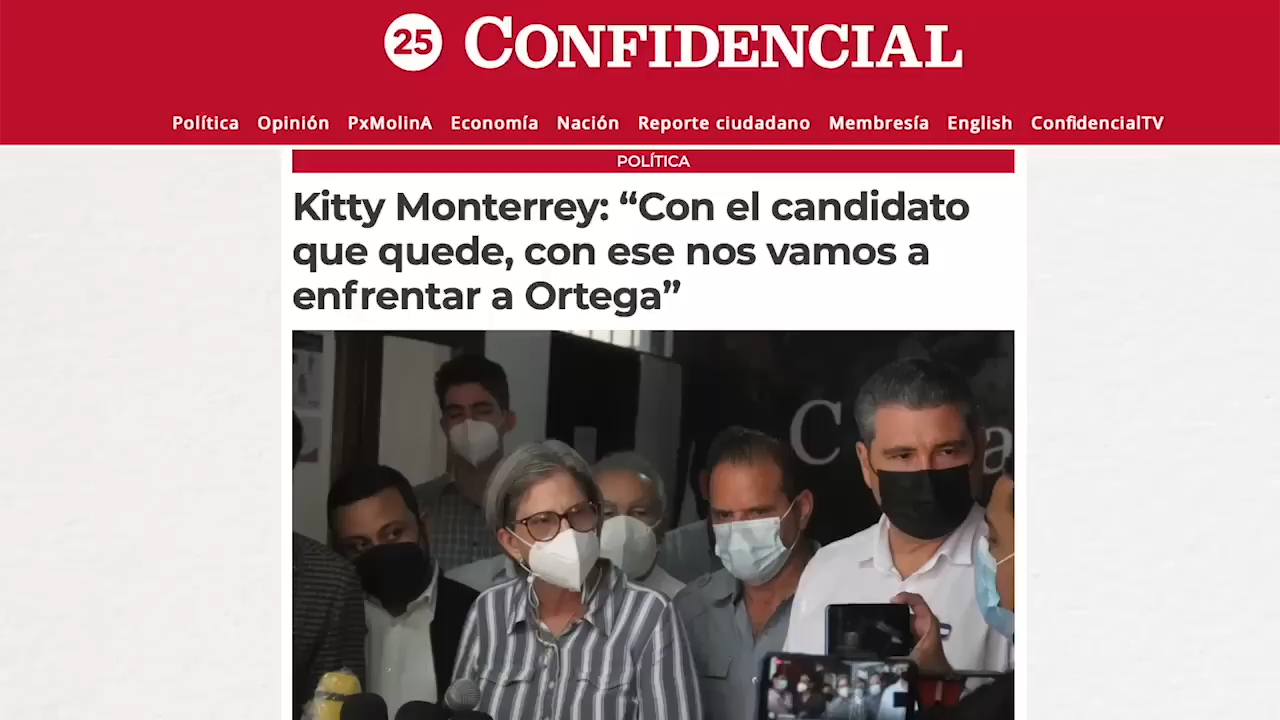 25 CONFIDENCIAL
Política Opinión PxMolinA Economía Nación Reporte ciudadano Membresía English ConfidencialTV
POLÍTICA
Kitty Monterrey: “Con el candidato
que quede, con ese nos vamos a
enfrentar a Ortega”